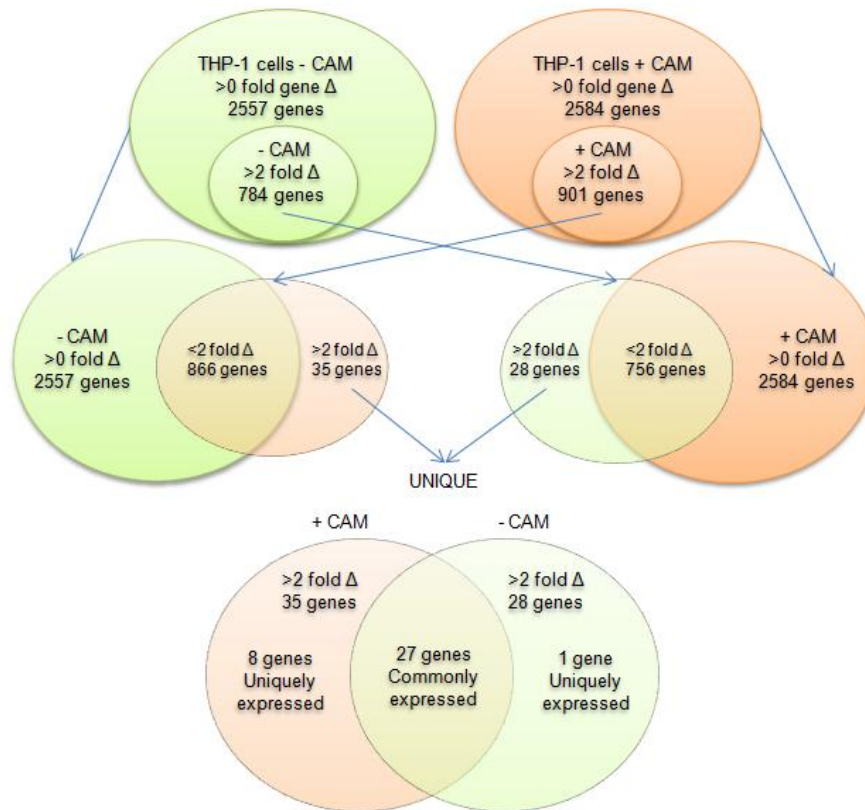 THP-1 cells - CAM
>0 fold gene Δ
2557 genes
- CAM
>2 fold Δ
784 genes
THP-1 cells + CAM
>0 fold gene Δ
2584 genes
+ CAM
>2 fold Δ
901 genes
- CAM
>0 fold Δ
2557 genes
<2 fold Δ
866 genes
>2 fold Δ
35 genes
>2 fold Δ
28 genes
<2 fold Δ
756 genes
+ CAM
>0 fold Δ
2584 genes
UNIQUE
+ CAM
- CAM
>2 fold Δ
35 genes
>2 fold Δ
28 genes
8 genes
Uniquely
expressed
27 genes
Commonly
expressed
1 gene
Uniquely
expressed